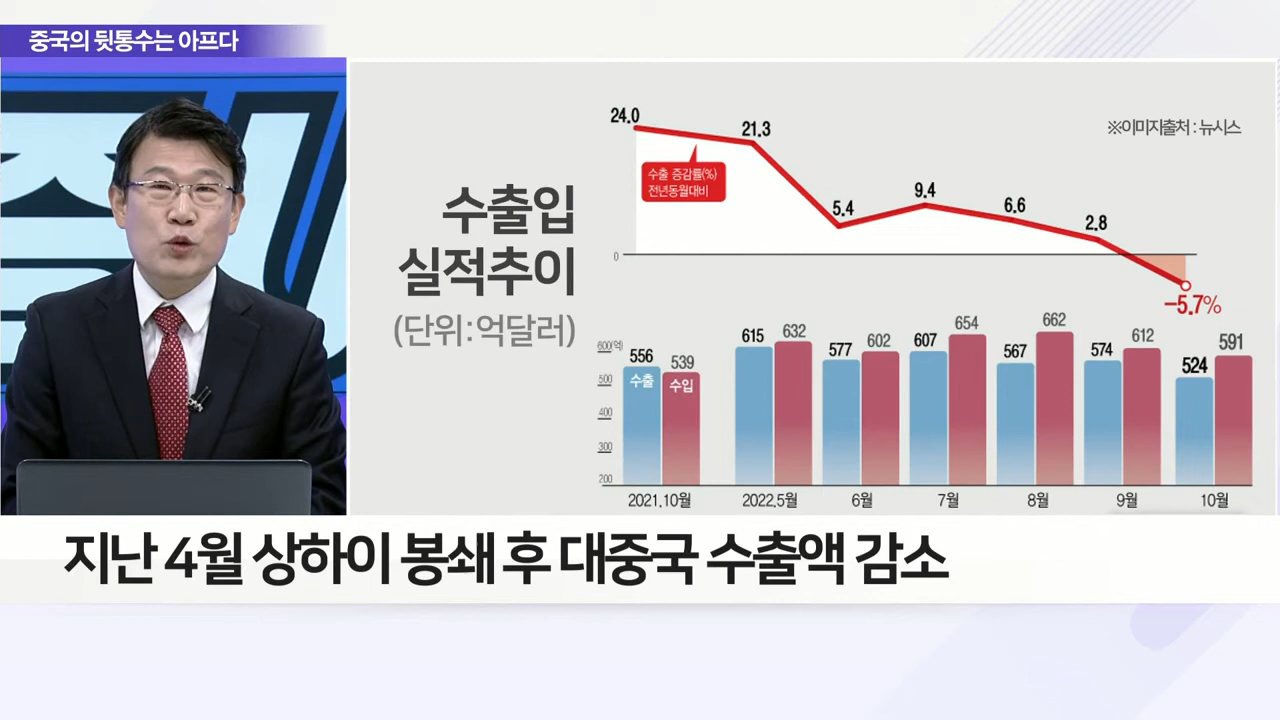 중국의 뒷통수는 아프다
수출입
실적추이
(단위:억달러)
※이미지출처 : 뉴시스
24.0
21.3
5.4
9.4
6.6
2.8
-5.7%
수출 증감률(%)
전년동월대비
0
600(억)
500
400
300
200
556
539
수출
수입
615
632
577
602
607
654
567
662
574
612
524
591
2021.10월
2022.5월
6월
7월
8월
9월
10월
지난 4월 상하이 봉쇄 후 대중국 수출액 감소